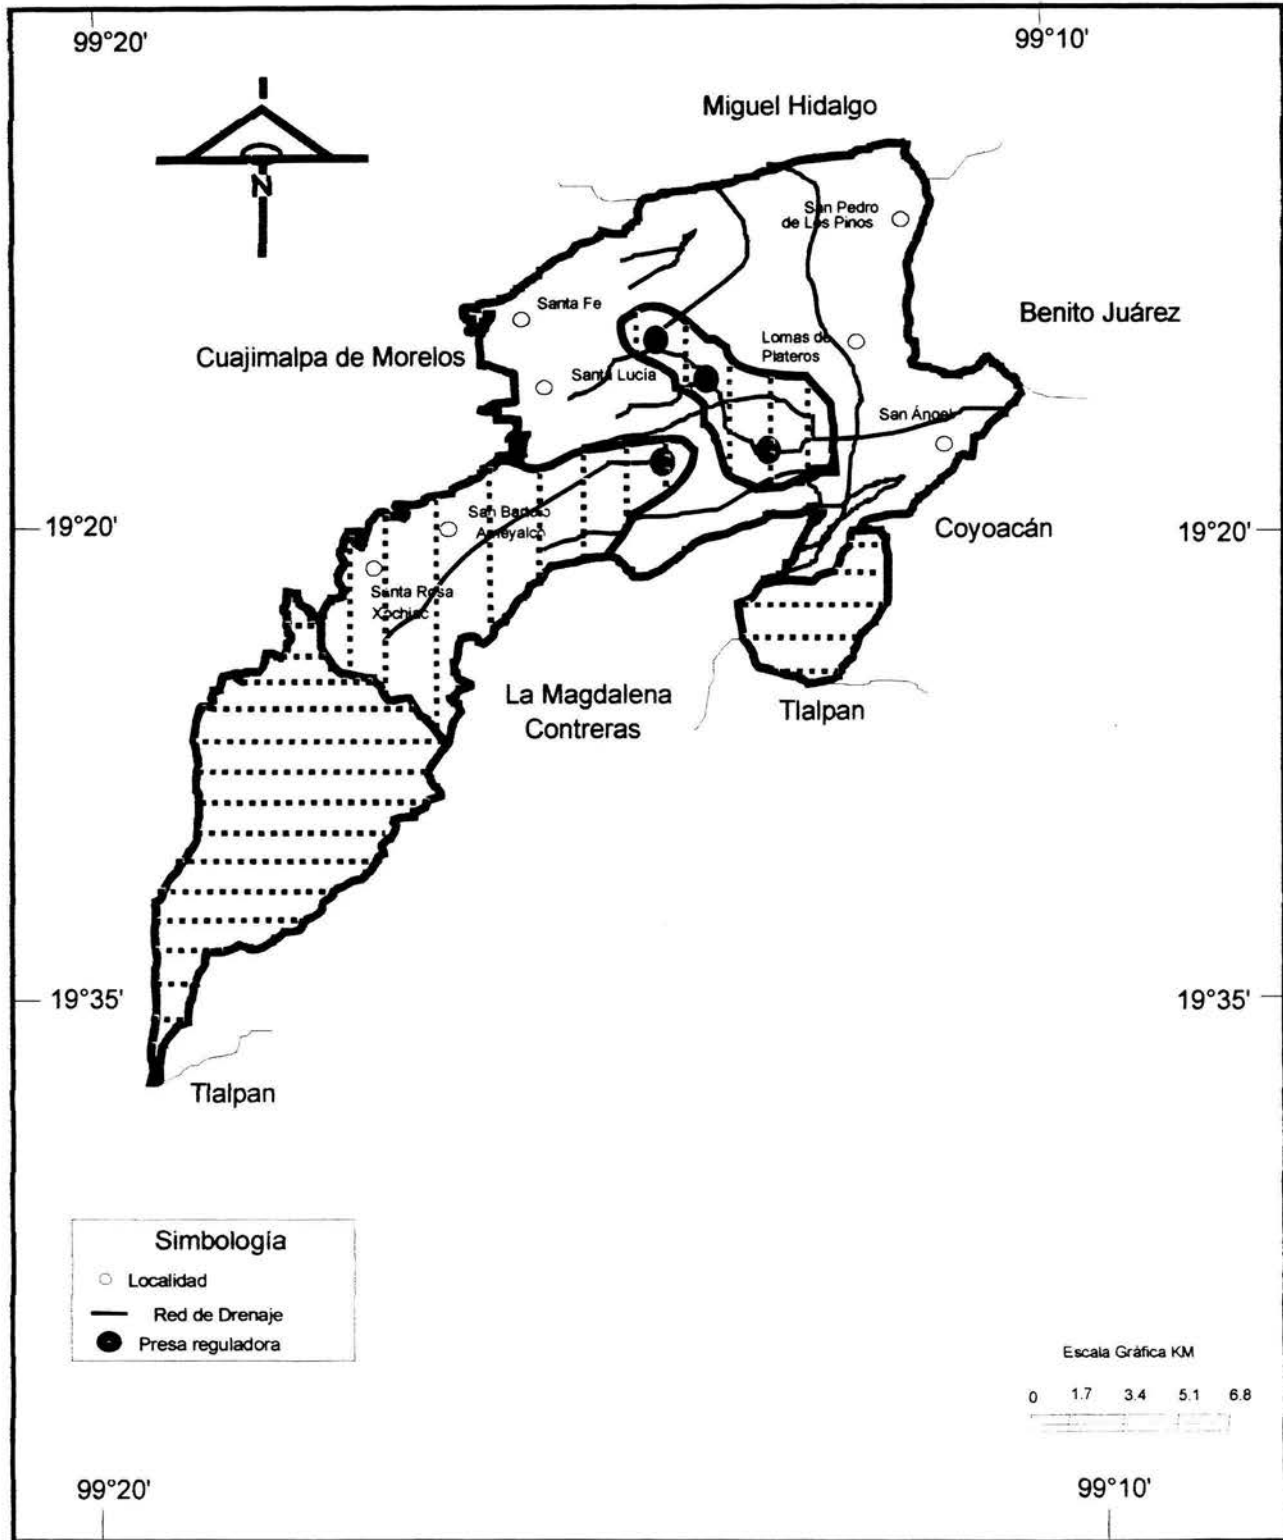 99°20'
99°10'
Miguel Hidalgo
N
San Pedro
de Los Pinos
Santa Fe
Benito Juárez
Lomas de
Plateros
Cuajimalpa de Morelos
Santa Lucía
San Ángel
San Bartolo
Ameyalco
19°20'
Coyoacán
19°20'
Santa Rosa
Xochiac
La Magdalena
Contreras
Tlalpan
19°35'
19°35'
Tlalpan
Simbología
Localidad
Red de Drenaje
Presa reguladora
Escala Gráfica KM
0 1.7 3.4 5.1 6.8
99°20'
99°10'